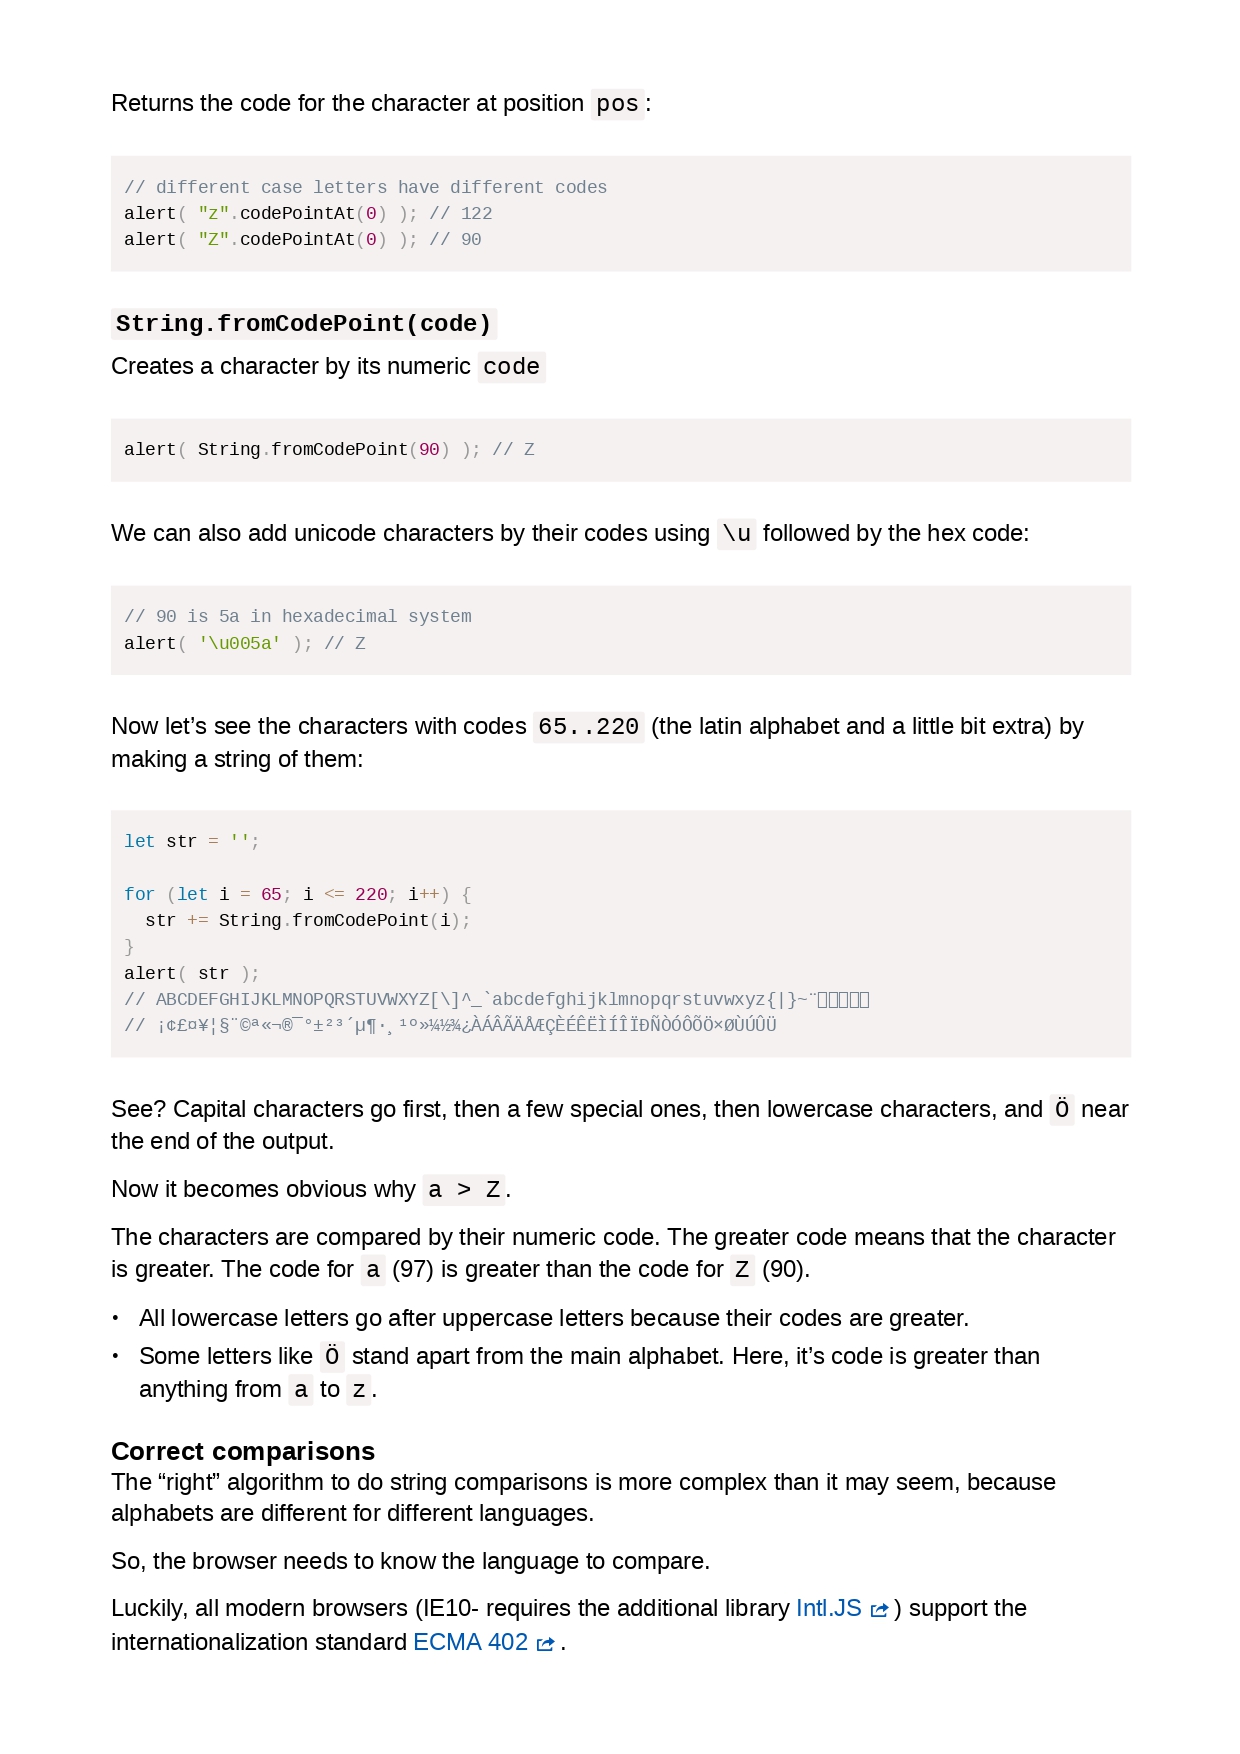 Returns the code for the character at position pos:
// different case letters have different codes
alert( "z".codePointAt(0) ); // 122
alert( "Z".codePointAt(0) ); // 90
String.fromCodePoint(code)
Creates a character by its numeric code
alert( String.fromCodePoint(90) ); // Z
We can also add unicode characters by their codes using \u followed by the hex code:
// 90 is 5a in hexadecimal system
alert( '\u005a' ); // Z
Now let’s see the characters with codes 65..220 (the latin alphabet and a little bit extra) by
making a string of them:
let str = '';
for (let i = 65; i <= 220; i++) {
  str += String.fromCodePoint(i);
}
alert( str );
// ABCDEFGHIJKLMNOPQRSTUVWXYZ[\]^_`abcdefghijklmnopqrstuvwxyz{|}~¨
// ¡¢£¤¥¦§¨©ª«¬®¯°±²³´µ¶·¸¹º»¼½¾¿ÀÁÂÃÄÅÆÇÈÉÊËÌÍÎÏÐÑÒÓÔÕÖ×ØÙÚÛÜ
See? Capital characters go first, then a few special ones, then lowercase characters, and Ö near
the end of the output.
Now it becomes obvious why a > Z.
The characters are compared by their numeric code. The greater code means that the character
is greater. The code for a (97) is greater than the code for Z (90).
• All lowercase letters go after uppercase letters because their codes are greater.
• Some letters like Ö stand apart from the main alphabet. Here, it’s code is greater than
anything from a to z.
Correct comparisons
The “right” algorithm to do string comparisons is more complex than it may seem, because
alphabets are different for different languages.
So, the browser needs to know the language to compare.
Luckily, all modern browsers (IE10- requires the additional library Intl.JS ) support the
internationalization standard ECMA 402 .